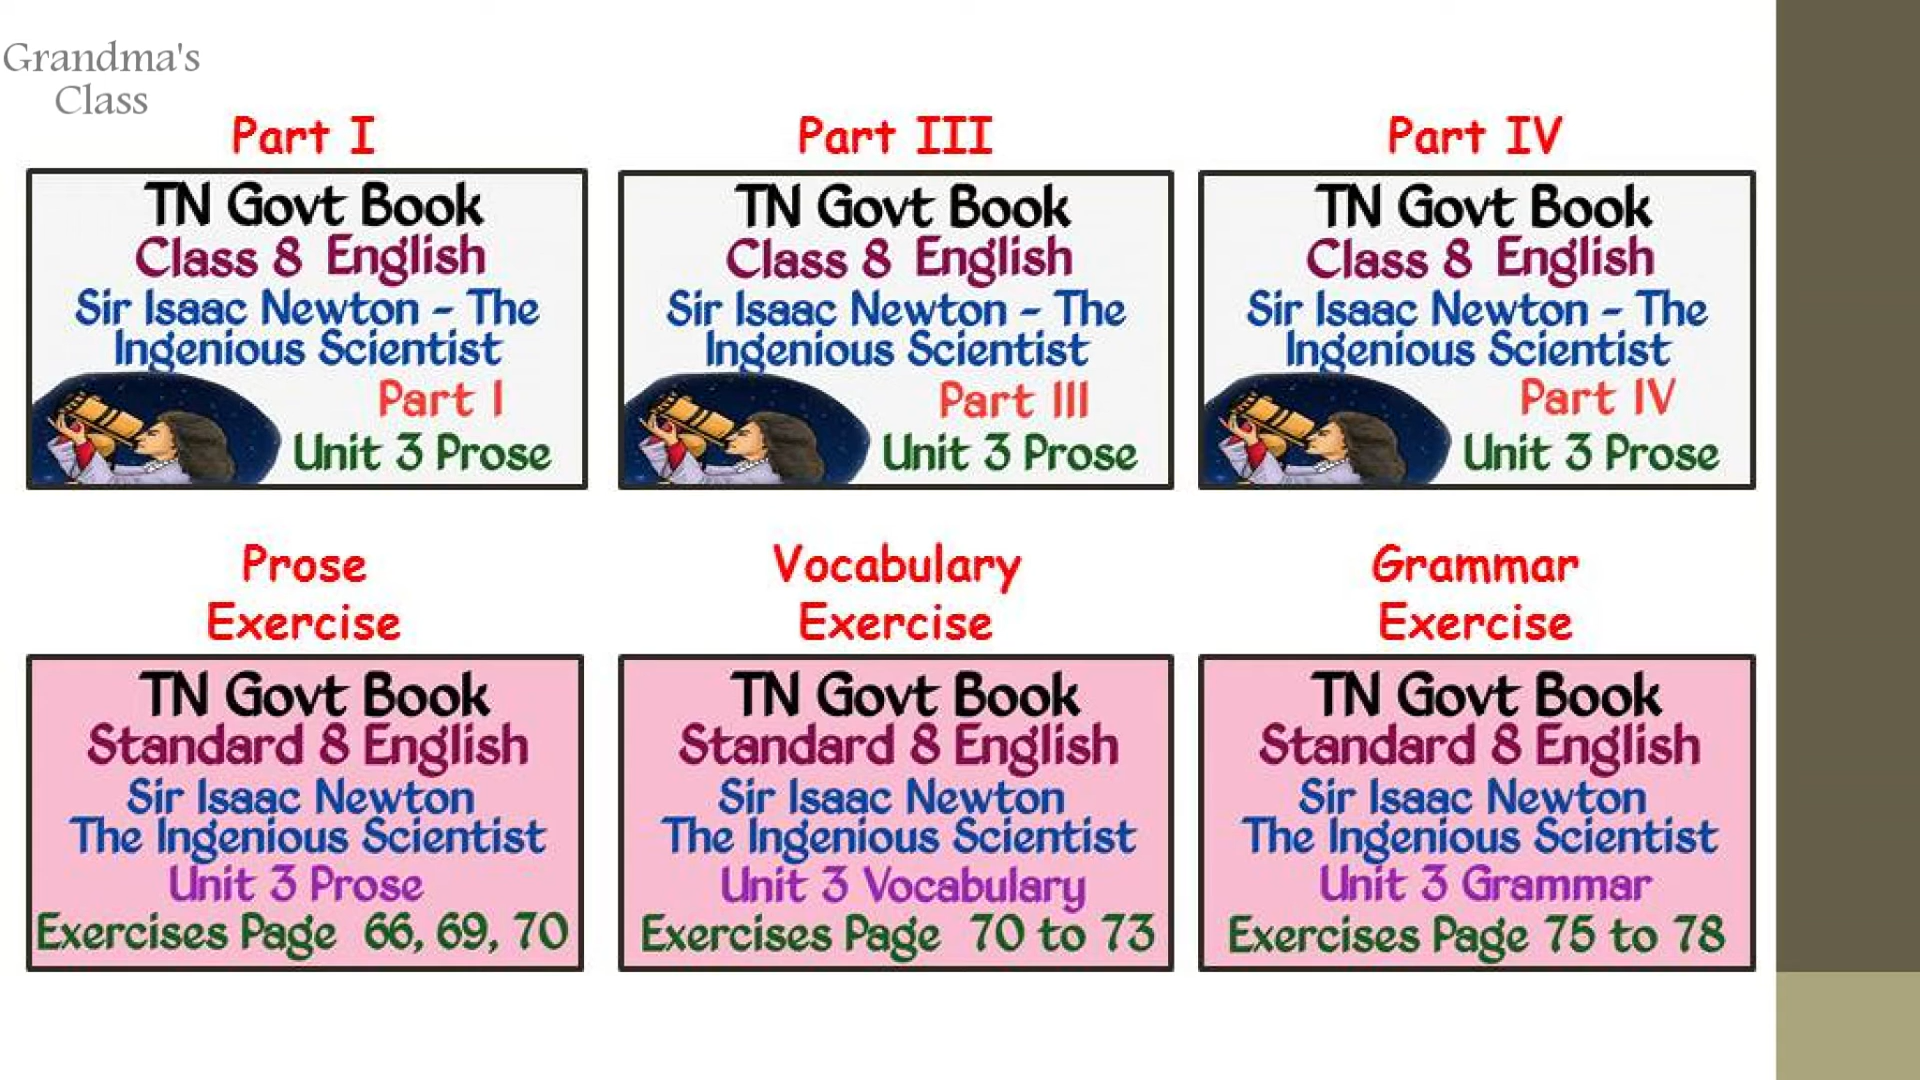 Grandma's
Class
Part I
TN Govt Book
Class 8 English
Sir Isaac Newton - The
Ingenious Scientist
Part I
Unit 3 Prose
Part III
TN Govt Book
Class 8 English
Sir Isaac Newton - The
Ingenious Scientist
Part III
Unit 3 Prose
Part IV
TN Govt Book
Class 8 English
Sir Isaac Newton - The
Ingenious Scientist
Part IV
Unit 3 Prose
Prose
Exercise
TN Govt Book
Standard 8 English
Sir Isaac Newton
The Ingenious Scientist
Unit 3 Prose
Exercises Page 66, 69, 70
Vocabulary
Exercise
TN Govt Book
Standard 8 English
Sir Isaac Newton
The Ingenious Scientist
Unit 3 Vocabulary
Exercises Page 70 to 73
Grammar
Exercise
TN Govt Book
Standard 8 English
Sir Isaac Newton
The Ingenious Scientist
Unit 3 Grammar
Exercises Page 75 to 78